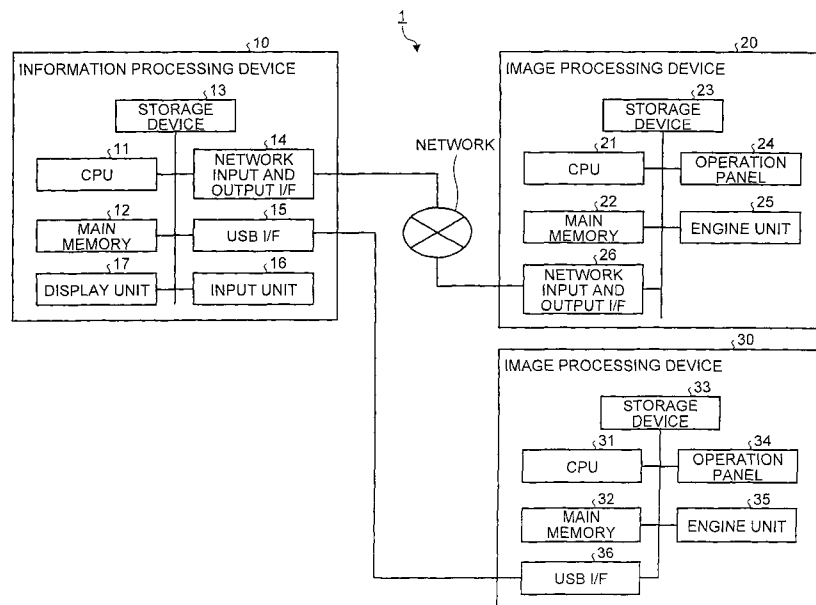 1
10
INFORMATION PROCESSING DEVICE
13
STORAGE
DEVICE
11
CPU
14
NETWORK
INPUT AND
OUTPUT I/F
12
MAIN
MEMORY
15
USB I/F
17
DISPLAY UNIT
16
INPUT UNIT
NETWORK
20
IMAGE PROCESSING DEVICE
23
STORAGE
DEVICE
21
CPU
24
OPERATION
PANEL
22
MAIN
MEMORY
25
ENGINE UNIT
26
NETWORK
INPUT AND
OUTPUT I/F
30
IMAGE PROCESSING DEVICE
33
STORAGE
DEVICE
31
CPU
34
OPERATION
PANEL
32
MAIN
MEMORY
35
ENGINE UNIT
36
USB I/F